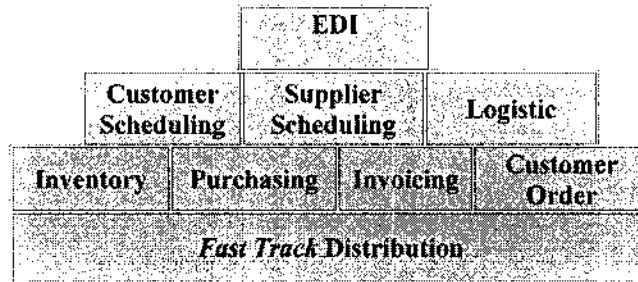 EDI
Customer Scheduling
Supplier Scheduling
Logistic
Inventory
Purchasing
Invoicing
Customer Order
Fast Track Distribution